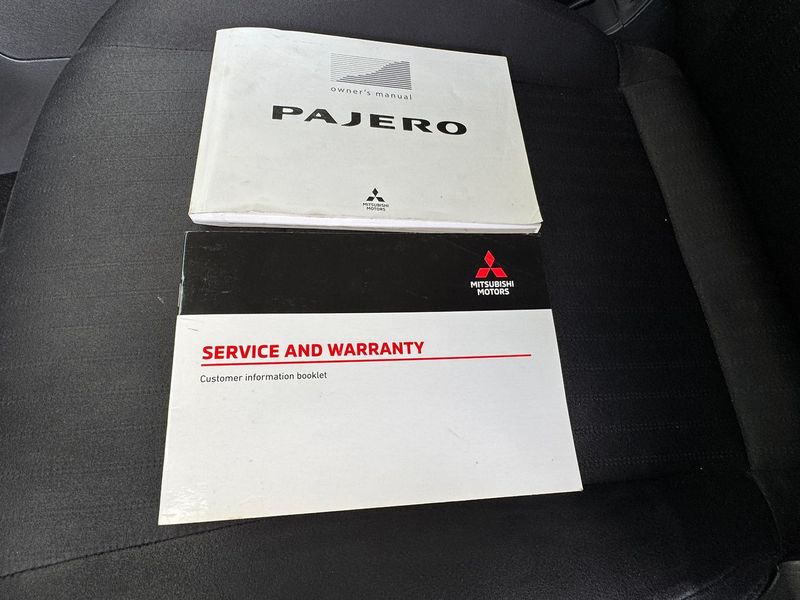 owner's manual
PAJERO
MITSUBISHI
MOTORS
MITSUBISHI
MOTORS
SERVICE AND WARRANTY
Customer information booklet